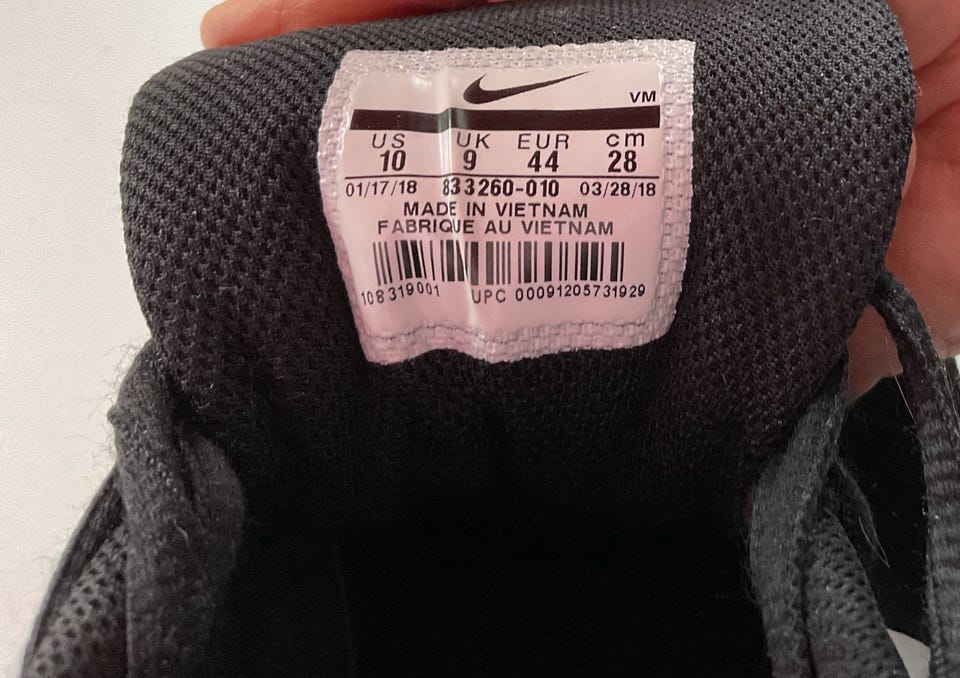 VM
US UK EUR cm
10 9 44 28
01/17/18 833260-010 03/28/18
MADE IN VIETNAM
FABRIQUE AU VIETNAM
108319001 UPC 00091205731929